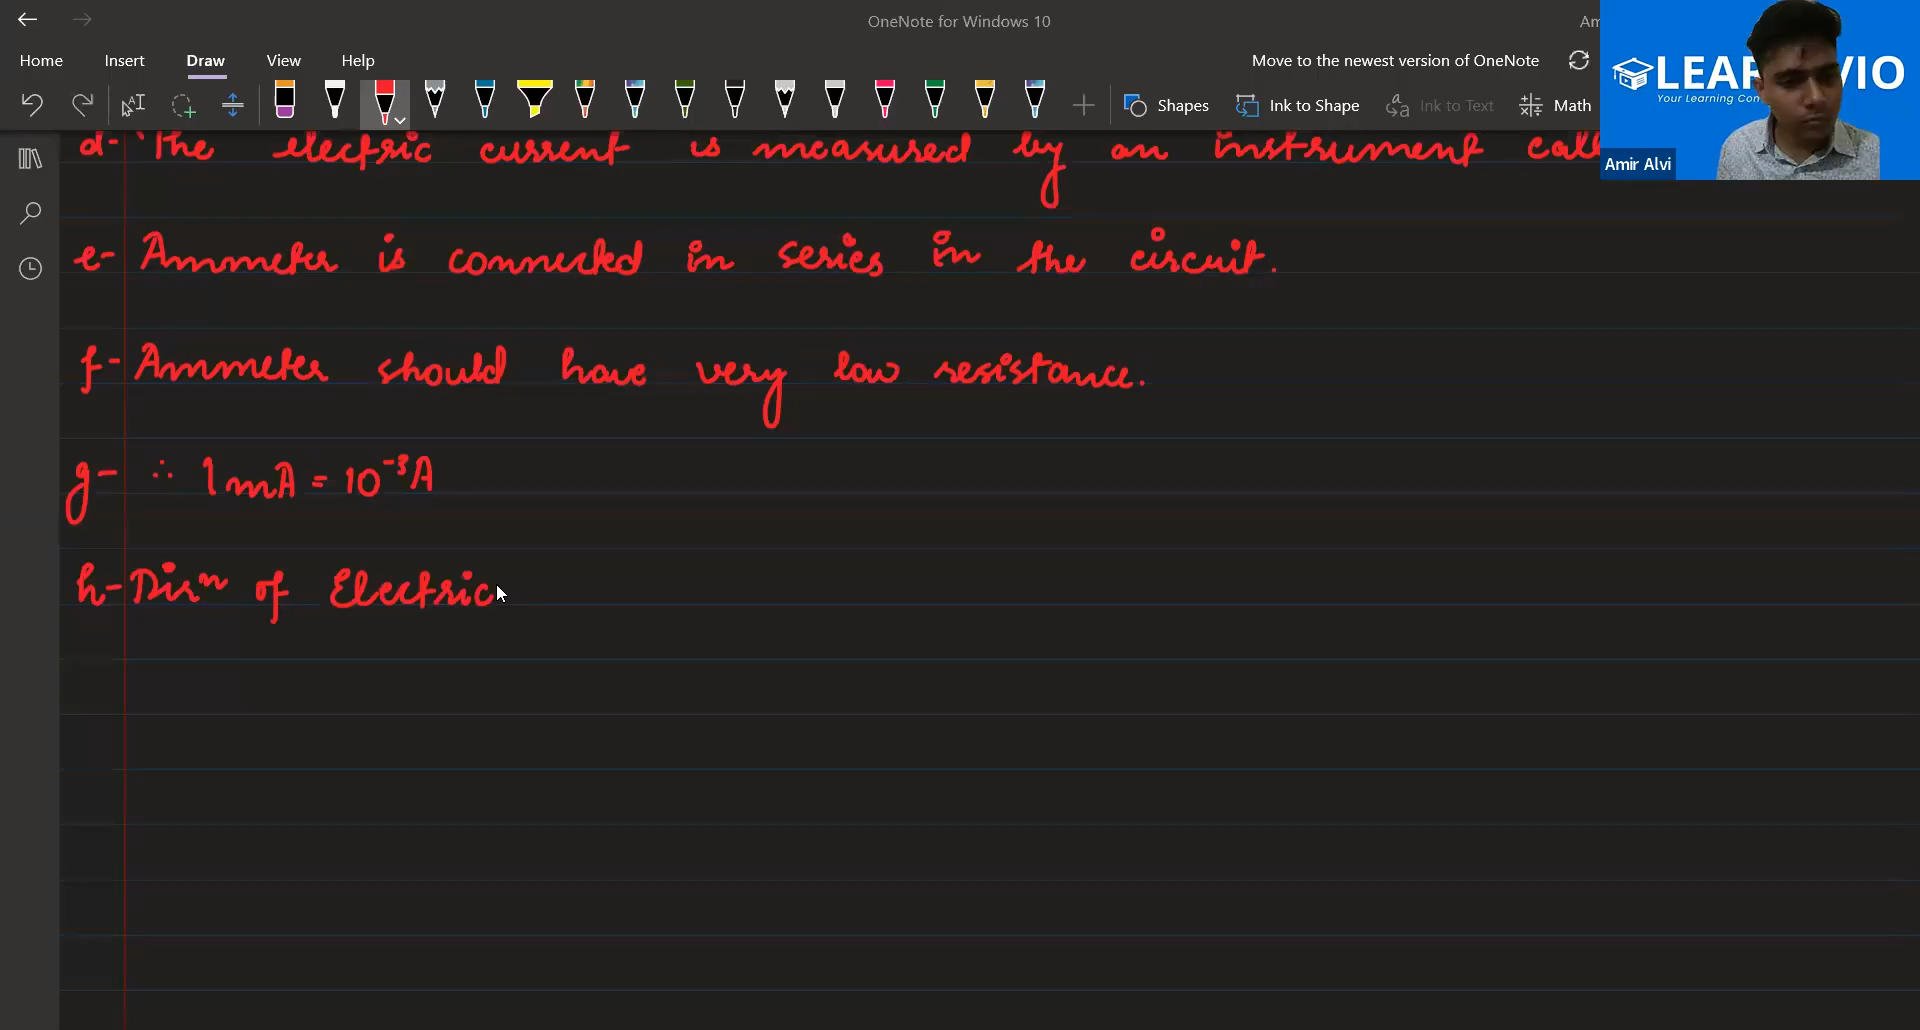 OneNote for Windows 10
Home Insert Draw View Help
Move to the newest version of OneNote
Shapes Ink to Shape Ink to Text Math
Your Learning Con
Amir Alvi
d- The electric current is measured by an instrument call
e- Ammeter is connected in series in the circuit.
f- Ammeter should have very low resistance.
g- ∴ 1mA = 10⁻³A
h- Dirⁿ of Electric